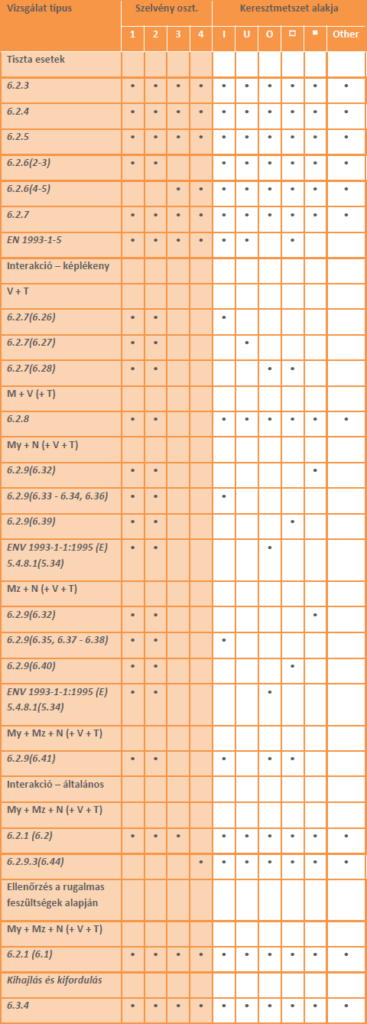 Vizsgálat típus Szelvény oszt. Keresztmetszet alakja
1 2 3 4 I U O Other
Tiszta esetek
6.2.3 • • • • • • • • • •
6.2.4 • • • • • • • • • •
6.2.5 • • • • • • • • • •
6.2.6(2-3) • • • • • • • •
6.2.6(4-5) • • • • • • • •
6.2.7 • • • • • • • • • •
EN 1993-1-5 • • • • • • •
Interakció – képlékeny
V + T
6.2.7(6.26) • • •
6.2.7(6.27) • • •
6.2.7(6.28) • • • •
M + V (+ T)
6.2.8 • • • • • • • •
My + N (+ V + T)
6.2.9(6.32) • • •
6.2.9(6.33 - 6.34, 6.36) • • •
6.2.9(6.39) • • •
ENV 1993-1-1:1995 (E) • • •
5.4.8.1(5.34)
Mz + N (+ V + T)
6.2.9(6.32) • • •
6.2.9(6.35, 6.37 - 6.38) • • •
6.2.9(6.40) • • •
ENV 1993-1-1:1995 (E) • • •
5.4.8.1(5.34)
My + Mz + N (+ V + T)
6.2.9(6.41) • • • • •
Interakció – általános
My + Mz + N (+ V + T)
6.2.1 (6.2) • • • • • • • • •
6.2.9.3(6.44) • • • • • • •
Ellenőrzés a rugalmas
feszültségek alapján
My + Mz + N (+ V + T)
6.2.1 (6.1) • • • • • • • • • •
Kihajlás és kifordulás
6.3.4 • • • • • • • • • •